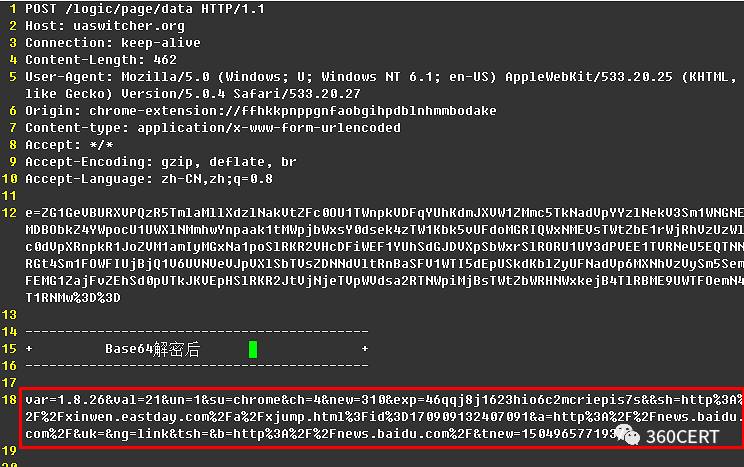 1 POST /logic/page/data HTTP/1.1
2 Host: uaswitcher.org
3 Connection: keep-alive
4 Content-Length: 462
5 User-Agent: Mozilla/5.0 (Windows; U; Windows NT 6.1; en-US) AppleWebKit/533.20.25 (KHTML,
like Gecko) Version/5.0.4 Safari/533.20.27
6 Origin: chrome-extension://ffhkkpnppgnfaobgihpdblnhmmbodake
7 Content-type: application/x-www-form-urlencoded
8 Accept: */*
9 Accept-Encoding: gzip, deflate, br
10 Accept-Language: zh-CN,zh;q=0.8
11
12 e=ZG1GeVBURXVPQzR5TmlaMllXdzlNakVtZFc0OU1TWnpkVDFqYUhKdmJXVW1ZMmc5TkNadVpYYzlNekV3Sm1WNGNE
T1RNMw%3D%3D
13
14 ------------------------------------------
15 + Base64解密后 +
16 ------------------------------------------
17
18 var=1.8.26&val=21&un=1&su=chrome&ch=4&new=310&exp=46qqj8j1623hio6c2mcriepis7s&&sh=http%3A%
2F%2Fxinwen.eastday.com%2Fa%2Fxjump.html%3Fid%3D170909132407091&a=http%3A%2F%2Fnews.baidu.
com%2F&uk=&ng=link&tsh=&b=http%3A%2F%2Fnews.baidu.com%2F&tnew=1504965771937
19
20
360CERT